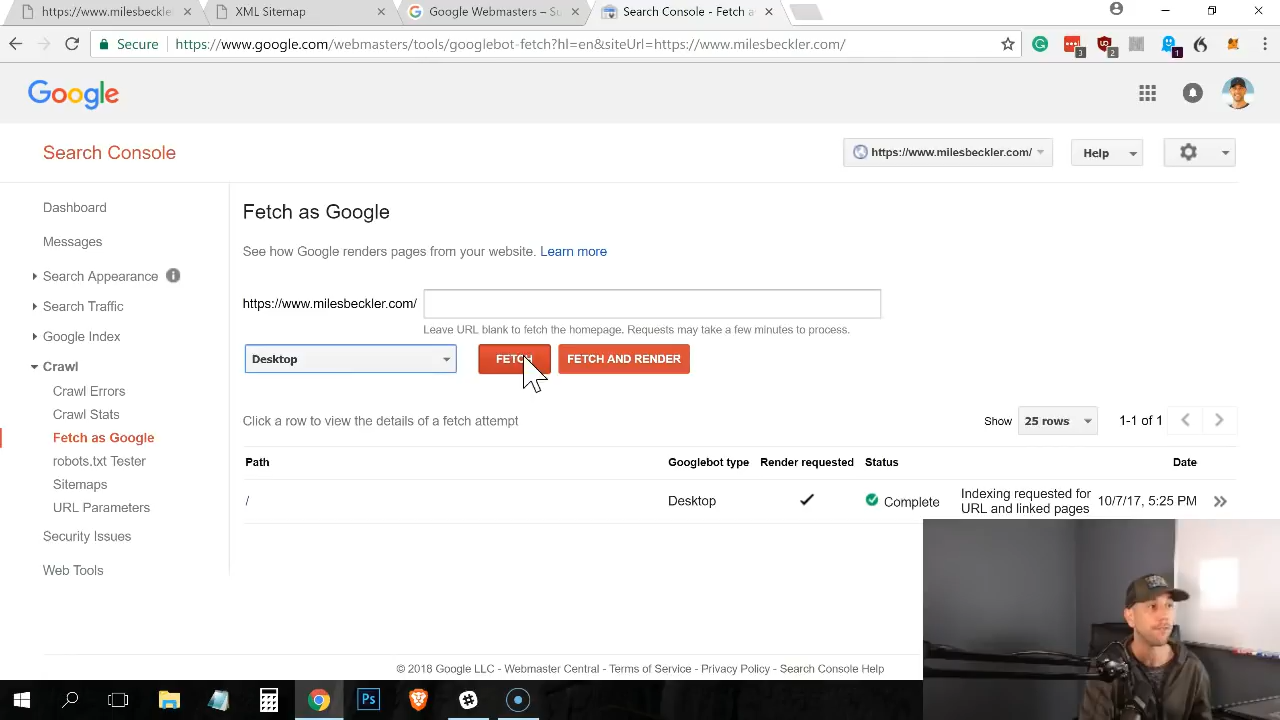 https://www.milesbeckler
XML Sitemap
Google Webmasters – Su
Search Console - Fetch a
Secure
https://www.google.com/webmasters/tools/googlebot-fetch?hl=en&siteUrl=https://www.milesbeckler.com/
3
2
1
Google
Search Console
https://www.milesbeckler.com/
Help
Dashboard
Messages
Search Appearance
Search Traffic
Google Index
Crawl
Crawl Errors
Crawl Stats
Fetch as Google
robots.txt Tester
Sitemaps
URL Parameters
Security Issues
Web Tools
Fetch as Google
See how Google renders pages from your website. Learn more
https://www.milesbeckler.com/
Leave URL blank to fetch the homepage. Requests may take a few minutes to process.
Desktop
FETCH
FETCH AND RENDER
Click a row to view the details of a fetch attempt
Show 25 rows 1-1 of 1
Path Googlebot type Render requested Status Date
/ Desktop Complete Indexing requested for URL and linked pages 10/7/17, 5:25 PM
© 2018 Google LLC - Webmaster Central - Terms of Service - Privacy Policy - Search Console Help
Ps